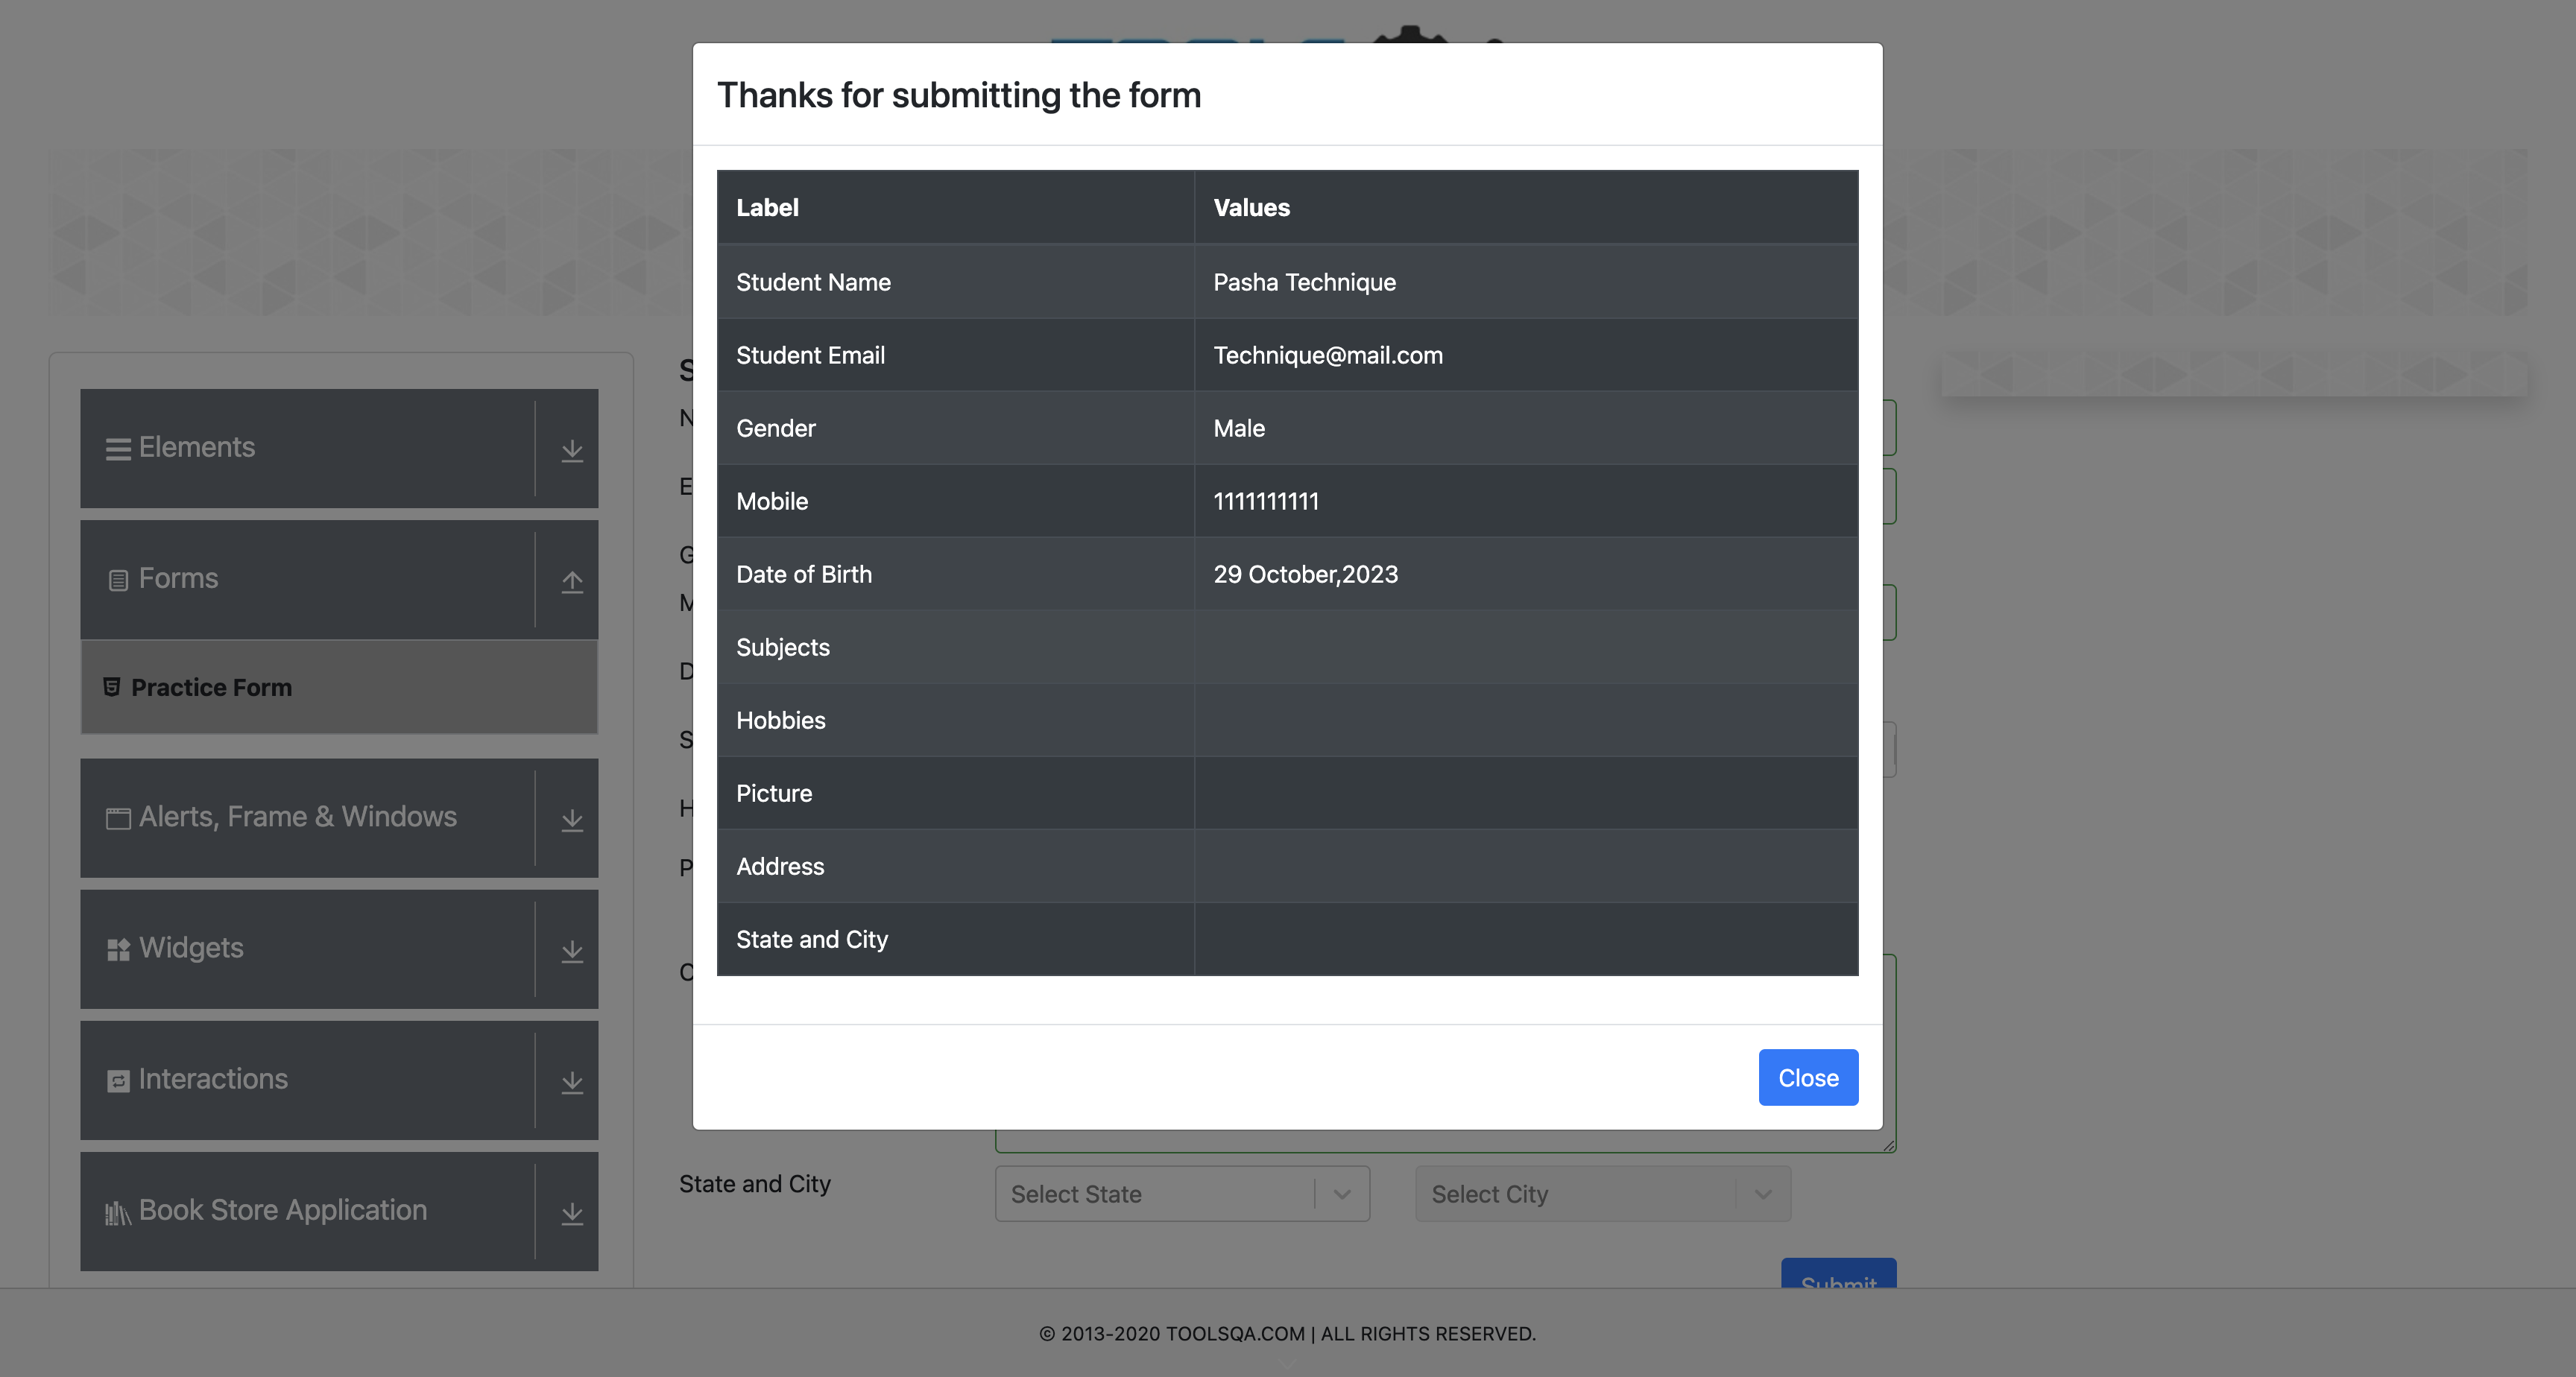 Thanks for submitting the form
Label Values
Student Name Pasha Technique
Student Email Technique@mail.com
Gender Male
Mobile 1111111111
Date of Birth 29 October,2023
Subjects
Hobbies
Picture
Address
State and City
Close
Elements
Forms
Practice Form
Alerts, Frame & Windows
Widgets
Interactions
Book Store Application
State and City Select State Select City
Submit
© 2013-2020 TOOLSQA.COM | ALL RIGHTS RESERVED.